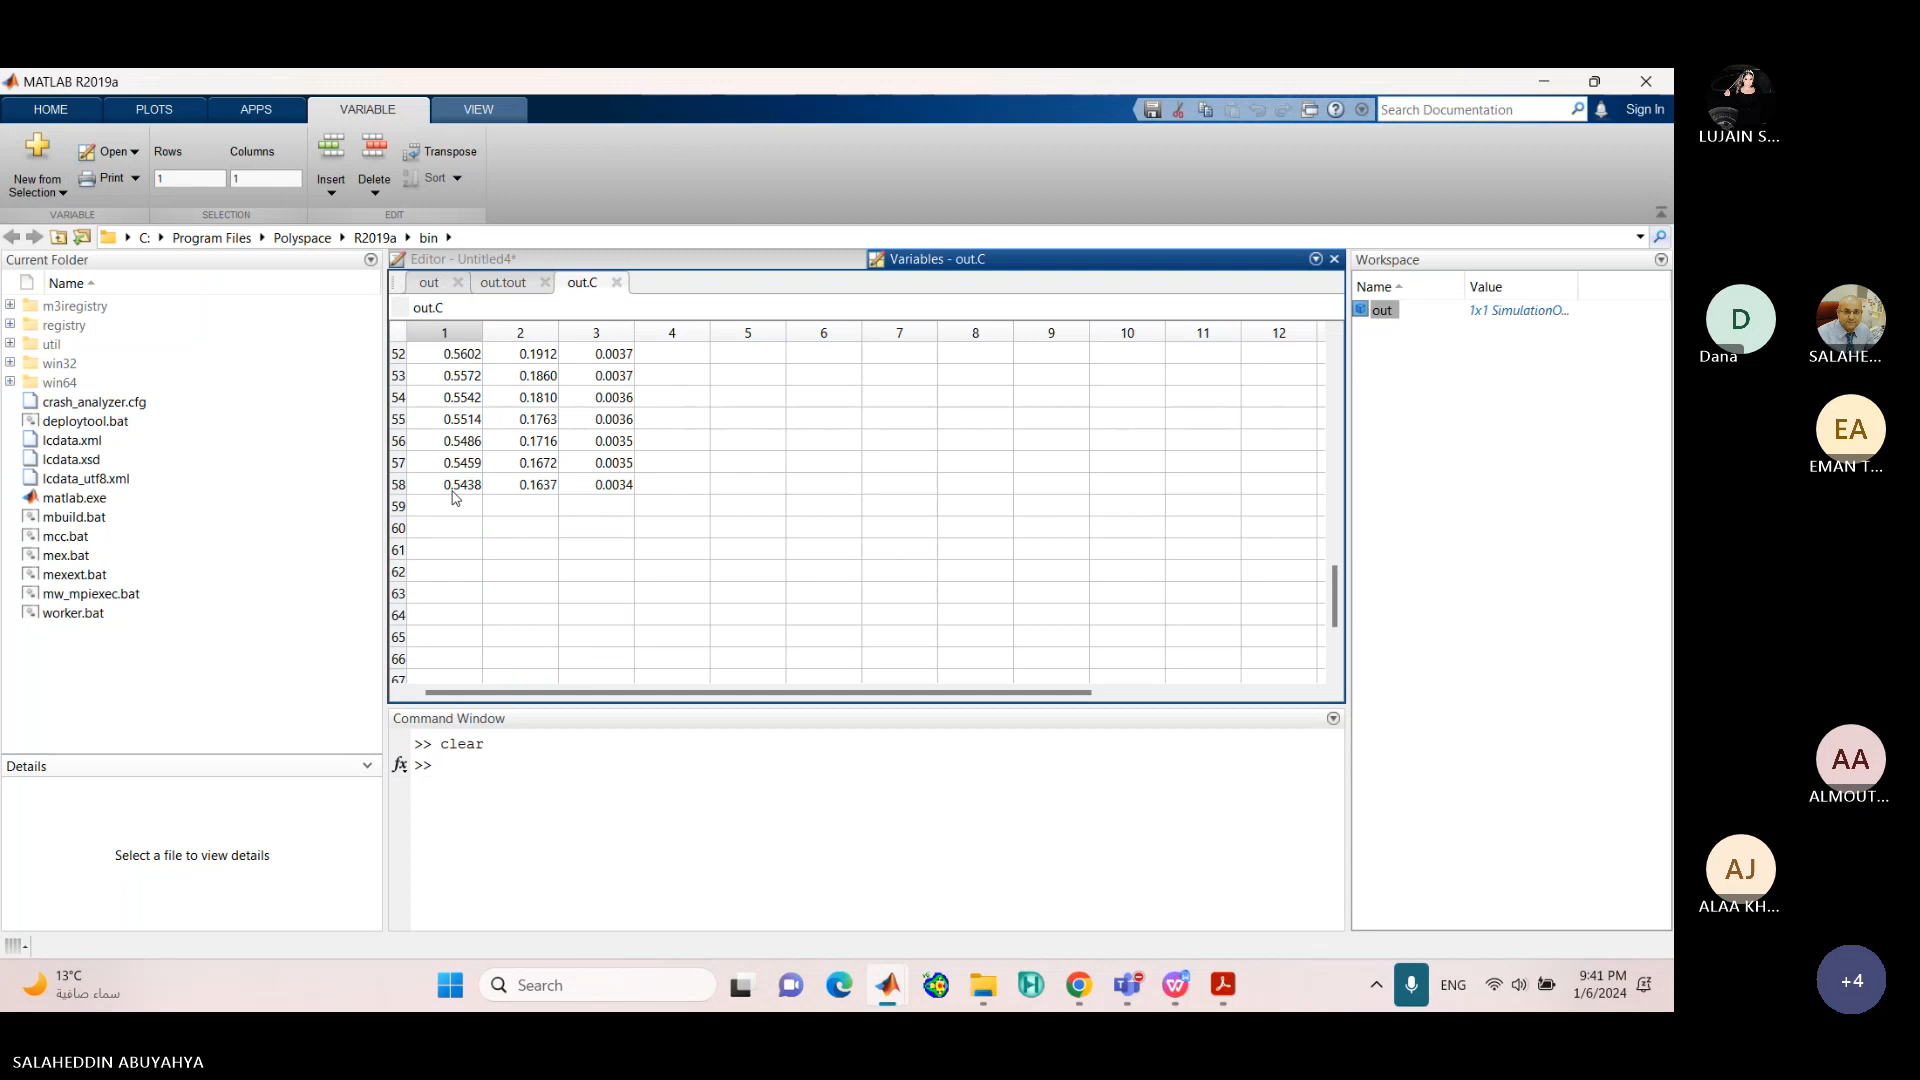 MATLAB R2019a
HOME PLOTS APPS VARIABLE VIEW
Search Documentation Sign In
Open Rows Columns Transpose
New from Selection Print 1 1 Insert Delete Sort
VARIABLE SELECTION EDIT
C: Program Files Polyspace R2019a bin
Current Folder
Name
m3iregistry
registry
util
win32
win64
crash_analyzer.cfg
deploytool.bat
lcdata.xml
lcdata.xsd
lcdata_utf8.xml
matlab.exe
mbuild.bat
mcc.bat
mex.bat
mexext.bat
mw_mpiexec.bat
worker.bat
Details
Select a file to view details
Editor - Untitled4*
Variables - out.C
out out.tout out.C
out.C
1 2 3 4 5 6 7 8 9 10 11 12
52 0.5602 0.1912 0.0037
53 0.5572 0.1860 0.0037
54 0.5542 0.1810 0.0036
55 0.5514 0.1763 0.0036
56 0.5486 0.1716 0.0035
57 0.5459 0.1672 0.0035
58 0.5438 0.1637 0.0034
59
60
61
62
63
64
65
66
67
Command Window
>> clear
fx >>
Workspace
Name Value
out 1x1 SimulationO...
LUJAIN S...
D
Dana
SALAHE...
EA
EMAN T...
AA
ALMOUT...
AJ
ALAA KH...
+4
13°C
سماء صافية
Search
ENG
9:41 PM
1/6/2024
SALAHEDDIN ABUYAHYA